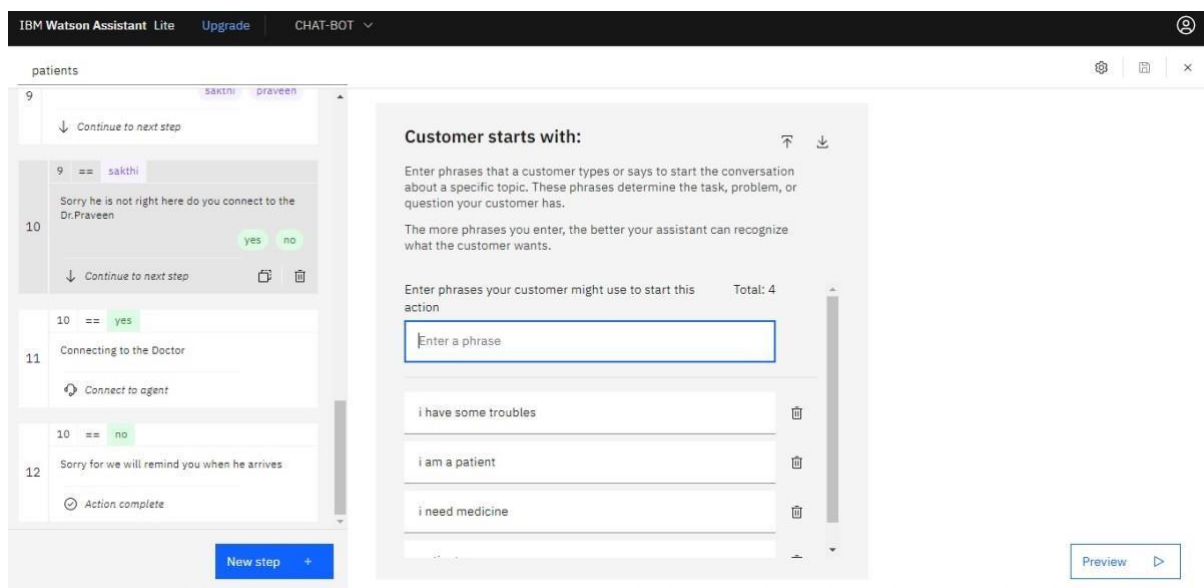 IBM Watson Assistant Lite Upgrade CHAT-BOT
patients
9
sakthi praveen
Continue to next step
9 == sakthi
10
Sorry he is not right here do you connect to the
Dr.Praveen
yes no
Continue to next step
10 == yes
11
Connecting to the Doctor
Connect to agent
10 == no
12
Sorry for we will remind you when he arrives
Action complete
New step +
Customer starts with:
Enter phrases that a customer types or says to start the conversation
about a specific topic. These phrases determine the task, problem, or
question your customer has.
The more phrases you enter, the better your assistant can recognize
what the customer wants.
Enter phrases your customer might use to start this
action
Total: 4
Enter a phrase
i have some troubles
i am a patient
i need medicine
Preview